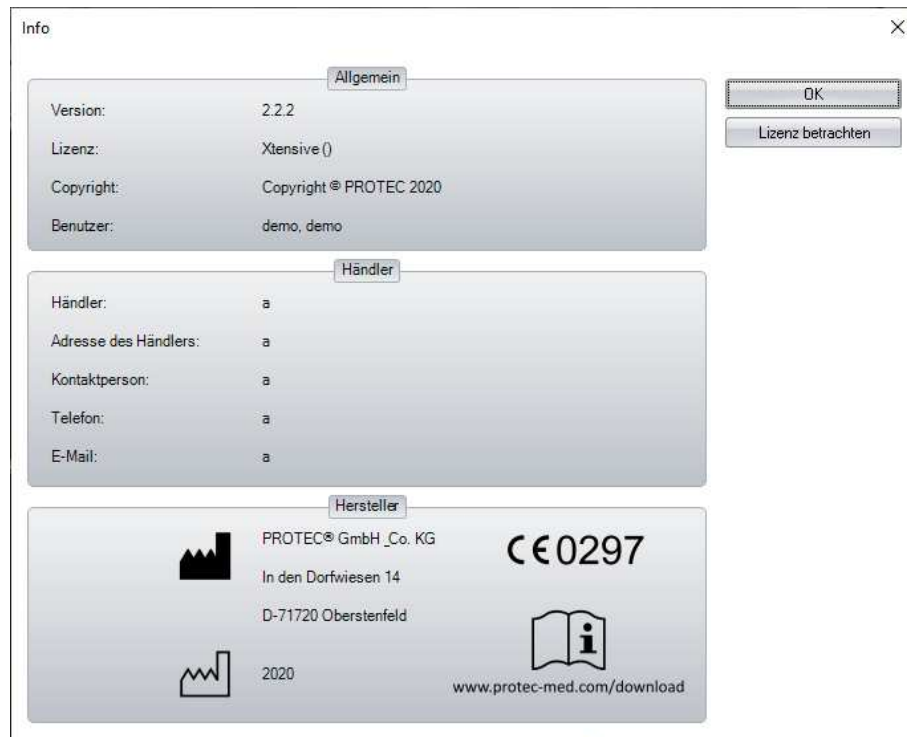 Info
Allgemein
Version: 2.2.2
Lizenz: Xtensive ()
Copyright: Copyright © PROTEC 2020
Benutzer: demo, demo
OK
Lizenz betrachten
Händler
Händler: a
Adresse des Händlers: a
Kontaktperson: a
Telefon: a
E-Mail: a
Hersteller
PROTEC® GmbH _Co. KG
In den Dorfwiesen 14
D-71720 Oberstenfeld
2020
CE0297
i
www.protec-med.com/download